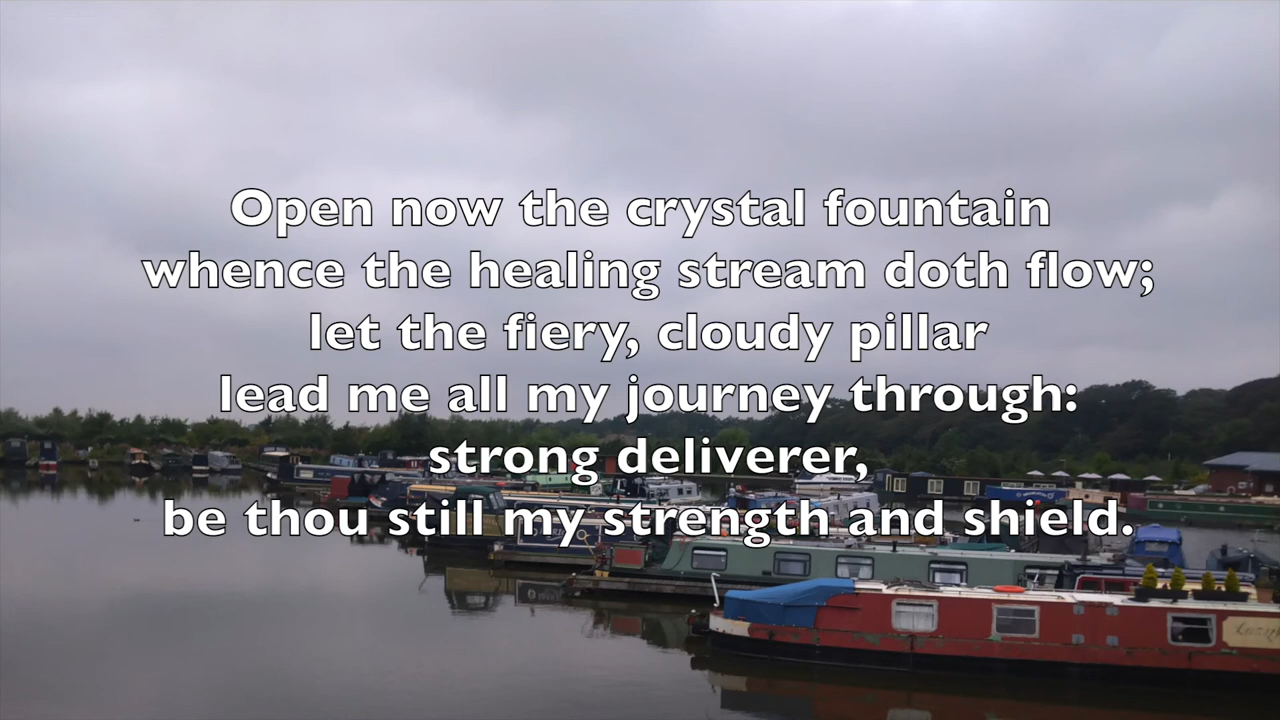 Open now the crystal fountain
whence the healing stream doth flow;
let the fiery, cloudy pillar
lead me all my journey through:
strong deliverer,
be thou still my strength and shield.